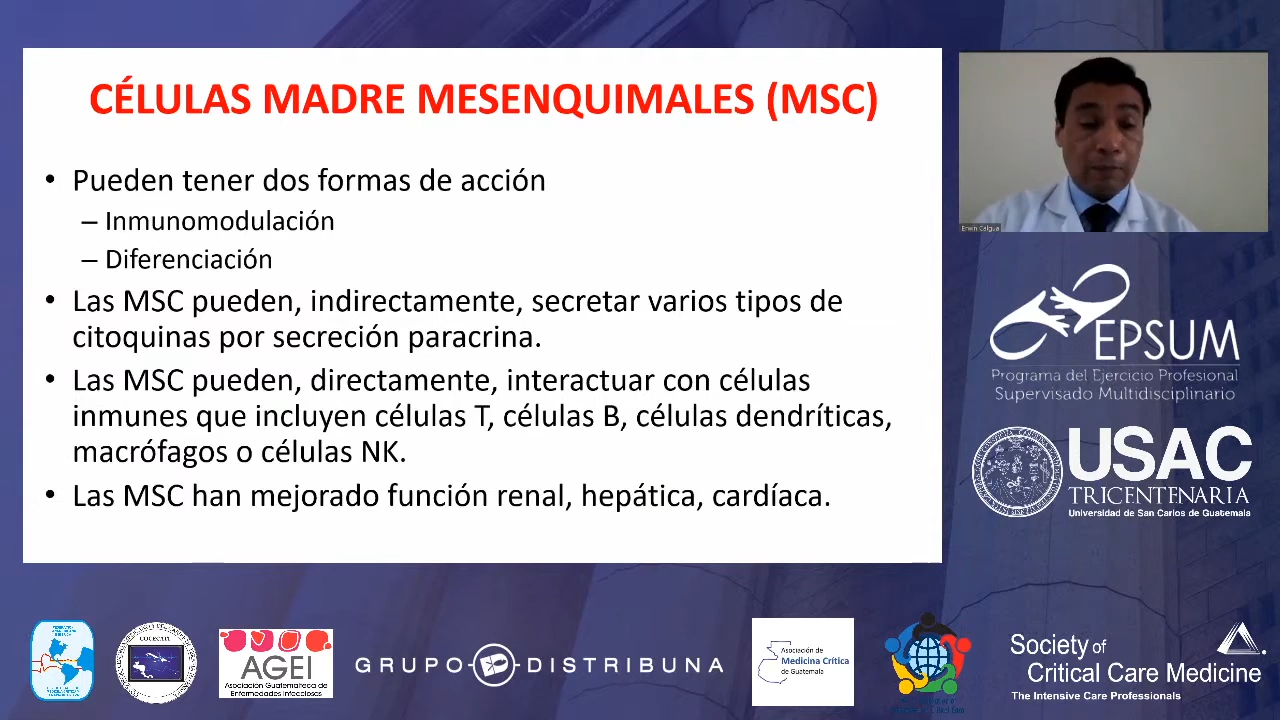 CÉLULAS MADRE MESENQUIMALES (MSC)
• Pueden tener dos formas de acción
– Inmunomodulación
– Diferenciación
• Las MSC pueden, indirectamente, secretar varios tipos de
citoquinas por secreción paracrina.
• Las MSC pueden, directamente, interactuar con células
inmunes que incluyen células T, células B, células dendríticas,
macrófagos o células NK.
• Las MSC han mejorado función renal, hepática, cardíaca.
Erwin Calgua
EPSUM
Programa del Ejercicio Profesional
Supervisado Multidisciplinario
USAC
TRICENTENARIA
Universidad de San Carlos de Guatemala
AGEI
Asociación Guatemalteca de
Enfermedades Infecciosas
GRUPO DISTRIBUNA
Asociación de
Medicina Crítica
de Guatemala
Society of
Critical Care Medicine
The Intensive Care Professionals